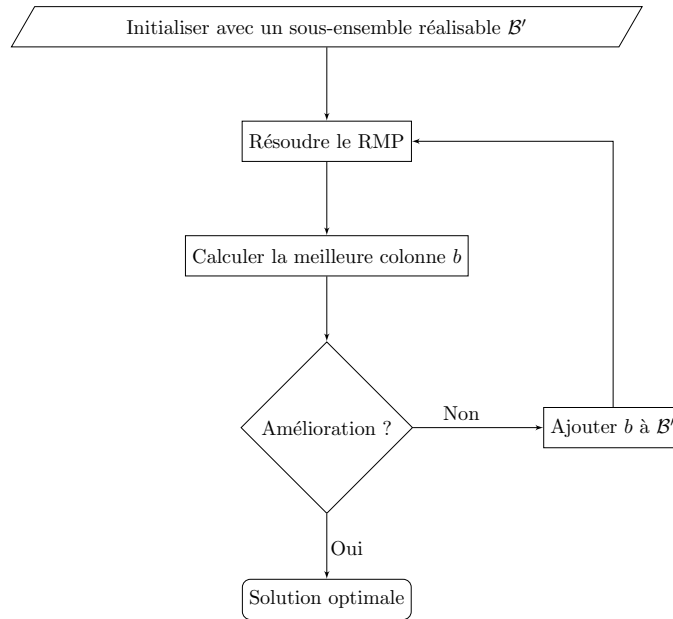 Initialiser avec un sous-ensemble réalisable ℬ′
Résoudre le RMP
Calculer la meilleure colonne b
Amélioration ?
Non
Ajouter b à ℬ′
Oui
Solution optimale